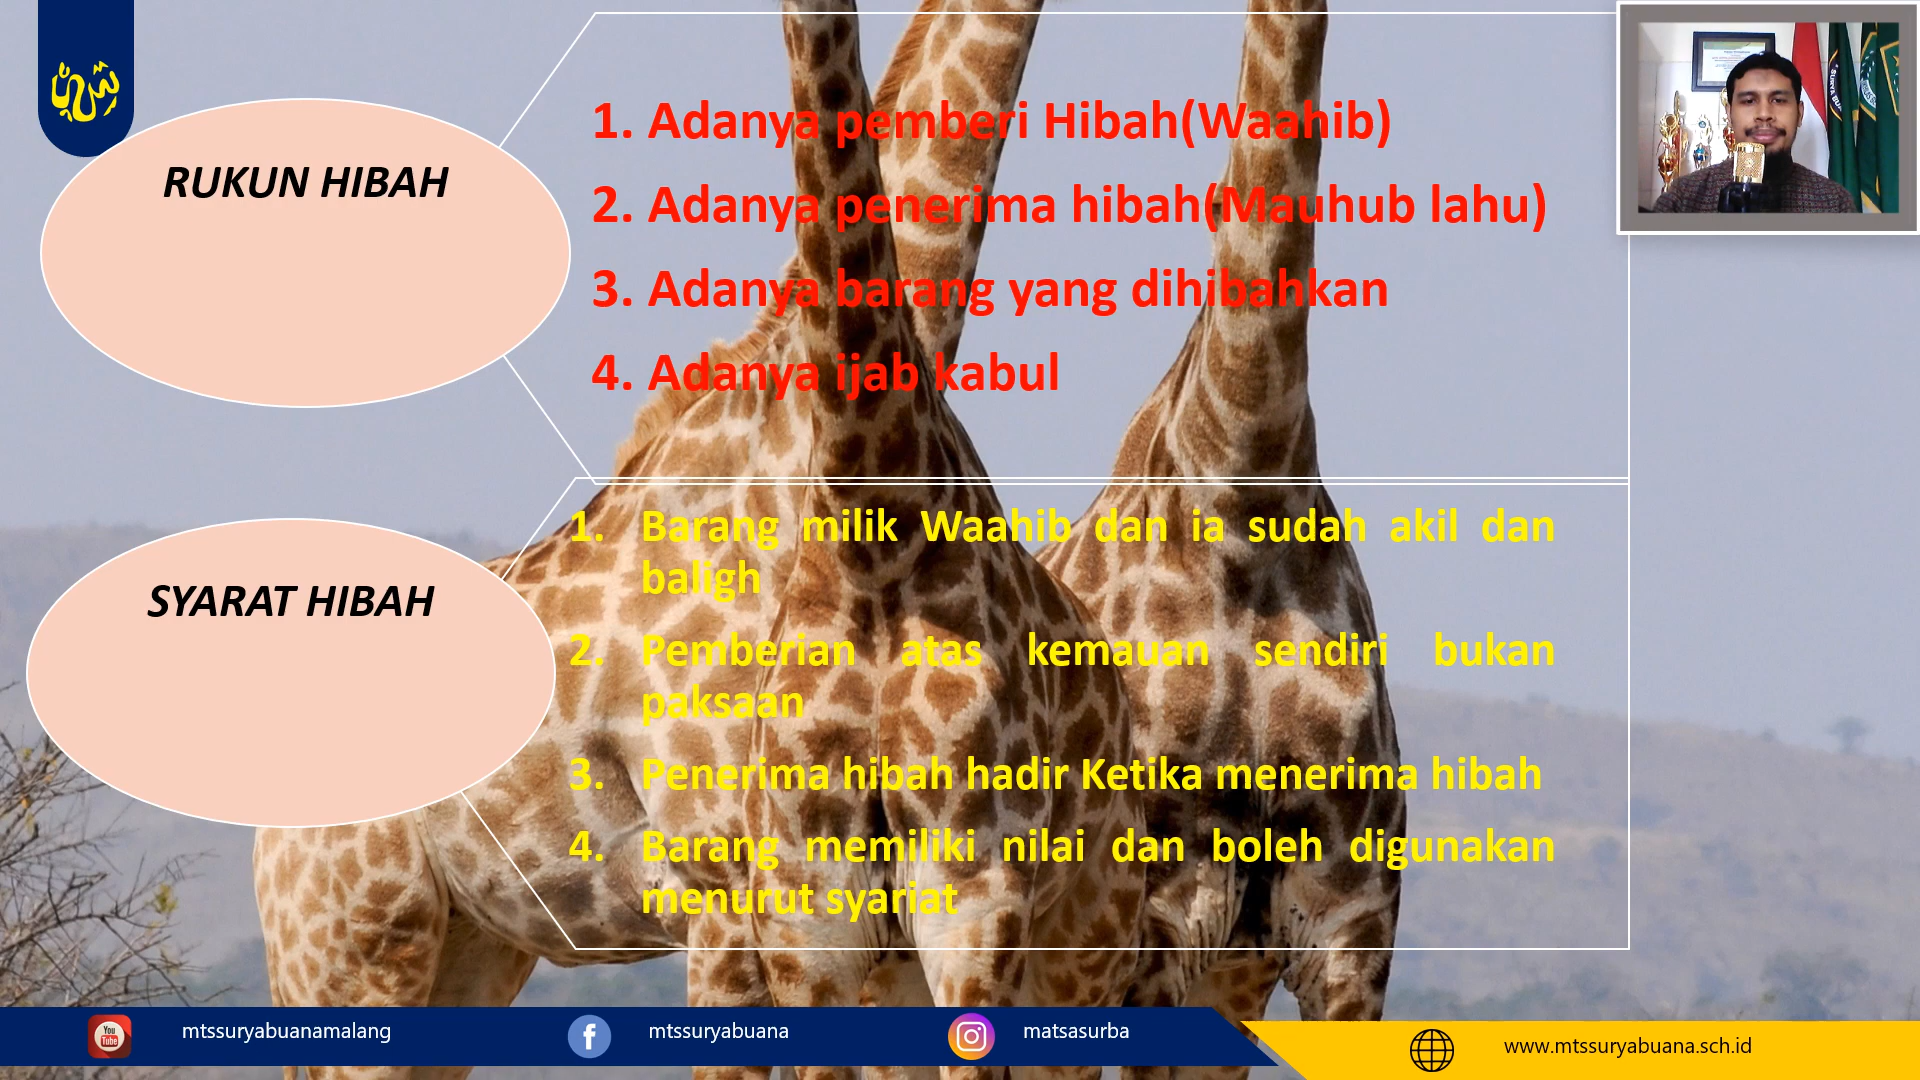 RUKUN HIBAH
1. Adanya pemberi Hibah(Waahib)
2. Adanya penerima hibah(Mauhub lahu)
3. Adanya barang yang dihibahkan
4. Adanya ijab kabul
SYARAT HIBAH
1. Barang milik Waahib dan ia sudah akil dan
baligh
2. Pemberian atas kemauan sendiri bukan
paksaan
3. Penerima hibah hadir Ketika menerima hibah
4. Barang memiliki nilai dan boleh digunakan
menurut syariat
You
Tube
mtssuryabuanamalang
mtssuryabuana
matsasurba
www.mtssuryabuana.sch.id